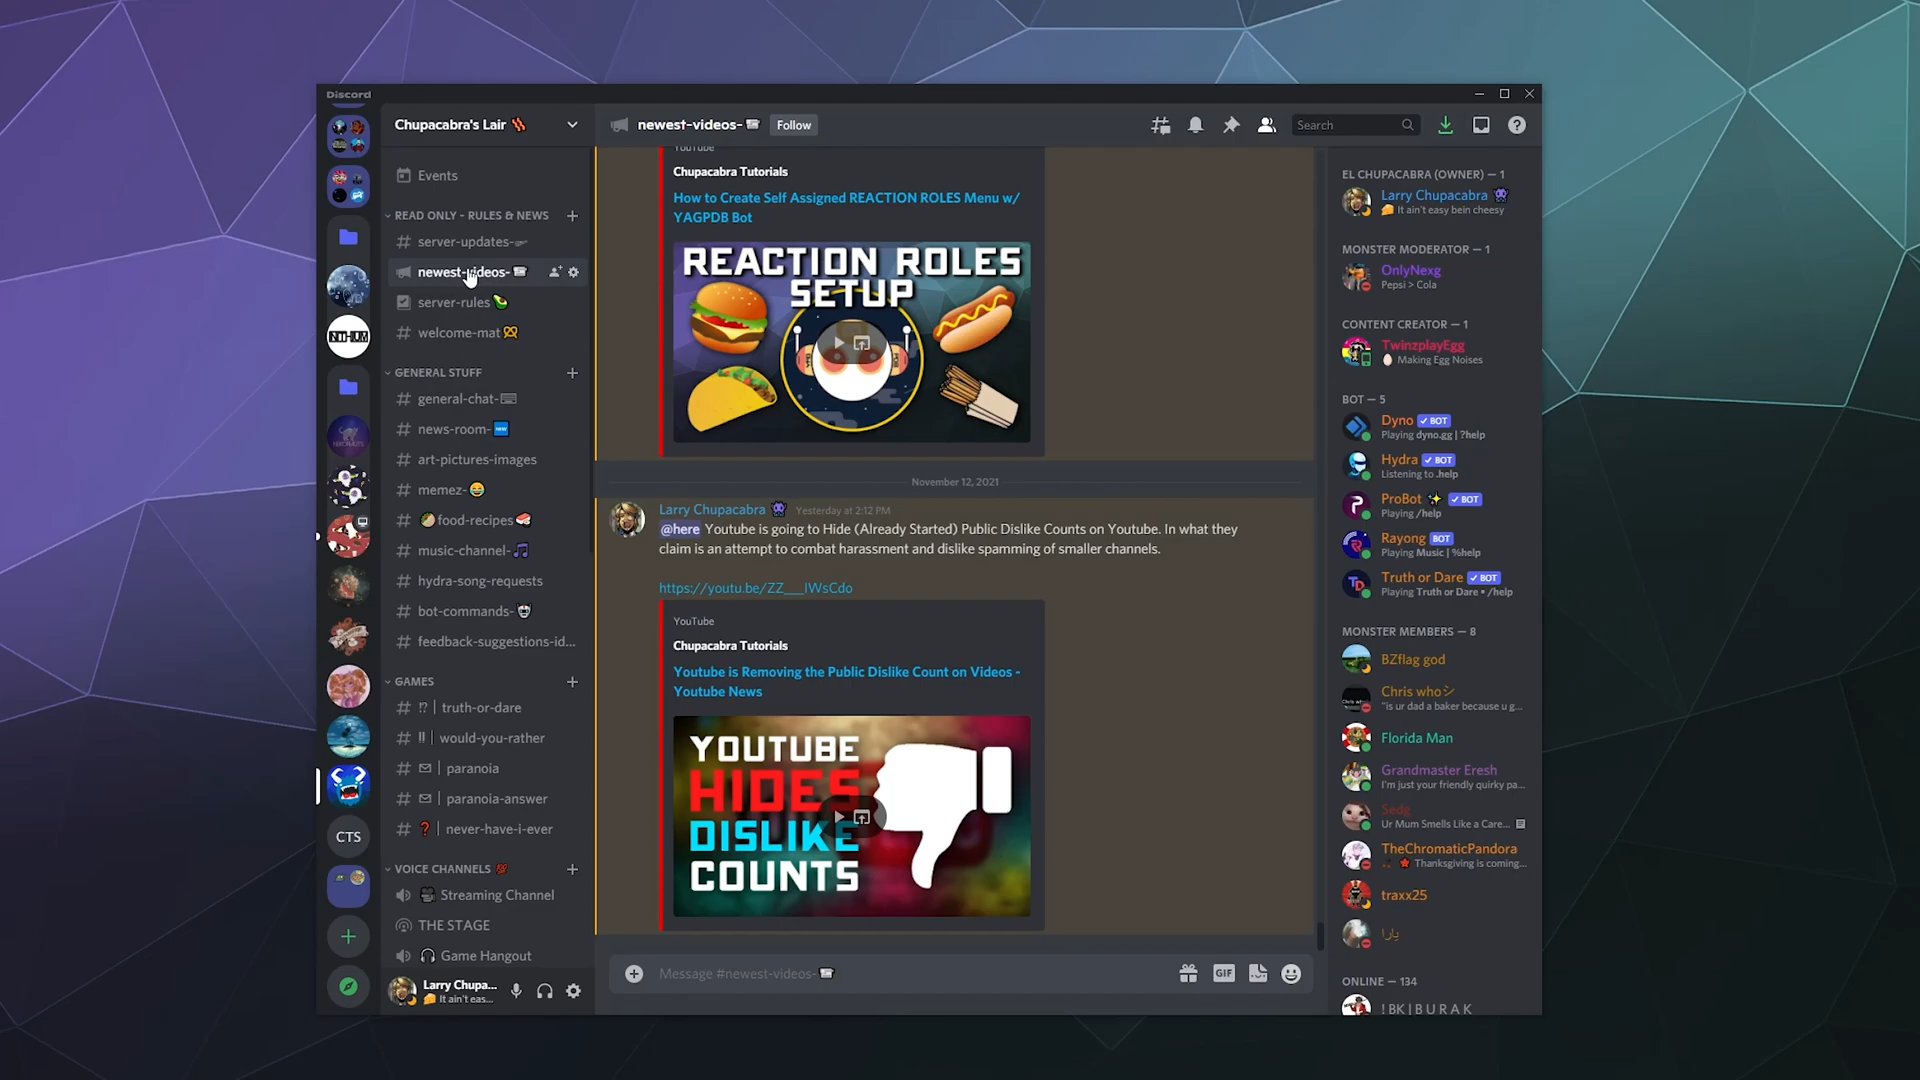 Discord
Chupacabra's Lair
Events
READ ONLY - RULES & NEWS
server-updates-
newest-videos-
server-rules
welcome-mat
GENERAL STUFF
general-chat-
news-room-
art-pictures-images
memez-
food-recipes
music-channel-
hydra-song-requests
bot-commands-
feedback-suggestions-id...
GAMES
⁉ | truth-or-dare
‼ | would-you-rather
| paranoia
| paranoia-answer
❓ | never-have-i-ever
VOICE CHANNELS
Streaming Channel
THE STAGE
Game Hangout
CTS
Larry Chupa...
It ain't eas...
newest-videos-
Follow
Search
YouTube
Chupacabra Tutorials
How to Create Self Assigned REACTION ROLES Menu w/
YAGPDB Bot
REACTION ROLES
SETUP
November 12, 2021
Larry Chupacabra Yesterday at 2:12 PM
@here Youtube is going to Hide (Already Started) Public Dislike Counts on Youtube. In what they
claim is an attempt to combat harassment and dislike spamming of smaller channels.
https://youtu.be/ZZ___IWsCdo
YouTube
Chupacabra Tutorials
Youtube is Removing the Public Dislike Count on Videos -
Youtube News
YOUTUBE
HIDES
DISLIKE
COUNTS
Message #newest-videos-
GIF
EL CHUPACABRA (OWNER) — 1
Larry Chupacabra
It ain't easy bein cheesy
MONSTER MODERATOR — 1
OnlyNexg
Pepsi > Cola
CONTENT CREATOR — 1
TwinzplayEgg
Making Egg Noises
BOT — 5
Dyno ✓ BOT
Playing dyno.gg | ?help
Hydra ✓ BOT
Listening to .help
ProBot ✨ ✓ BOT
Playing /help
Rayong BOT
Playing Music | %help
Truth or Dare ✓ BOT
Playing Truth or Dare • /help
MONSTER MEMBERS — 8
BZflag god
Chris whoシ
"is ur dad a baker because u g...
Florida Man
Grandmaster Eresh
I'm just your friendly quirky pa...
Sedg
Ur Mum Smells Like a Care...
TheChromaticPandora
Thanksgiving is coming...
traxx25
ONLINE — 134
! BK | B U R A K